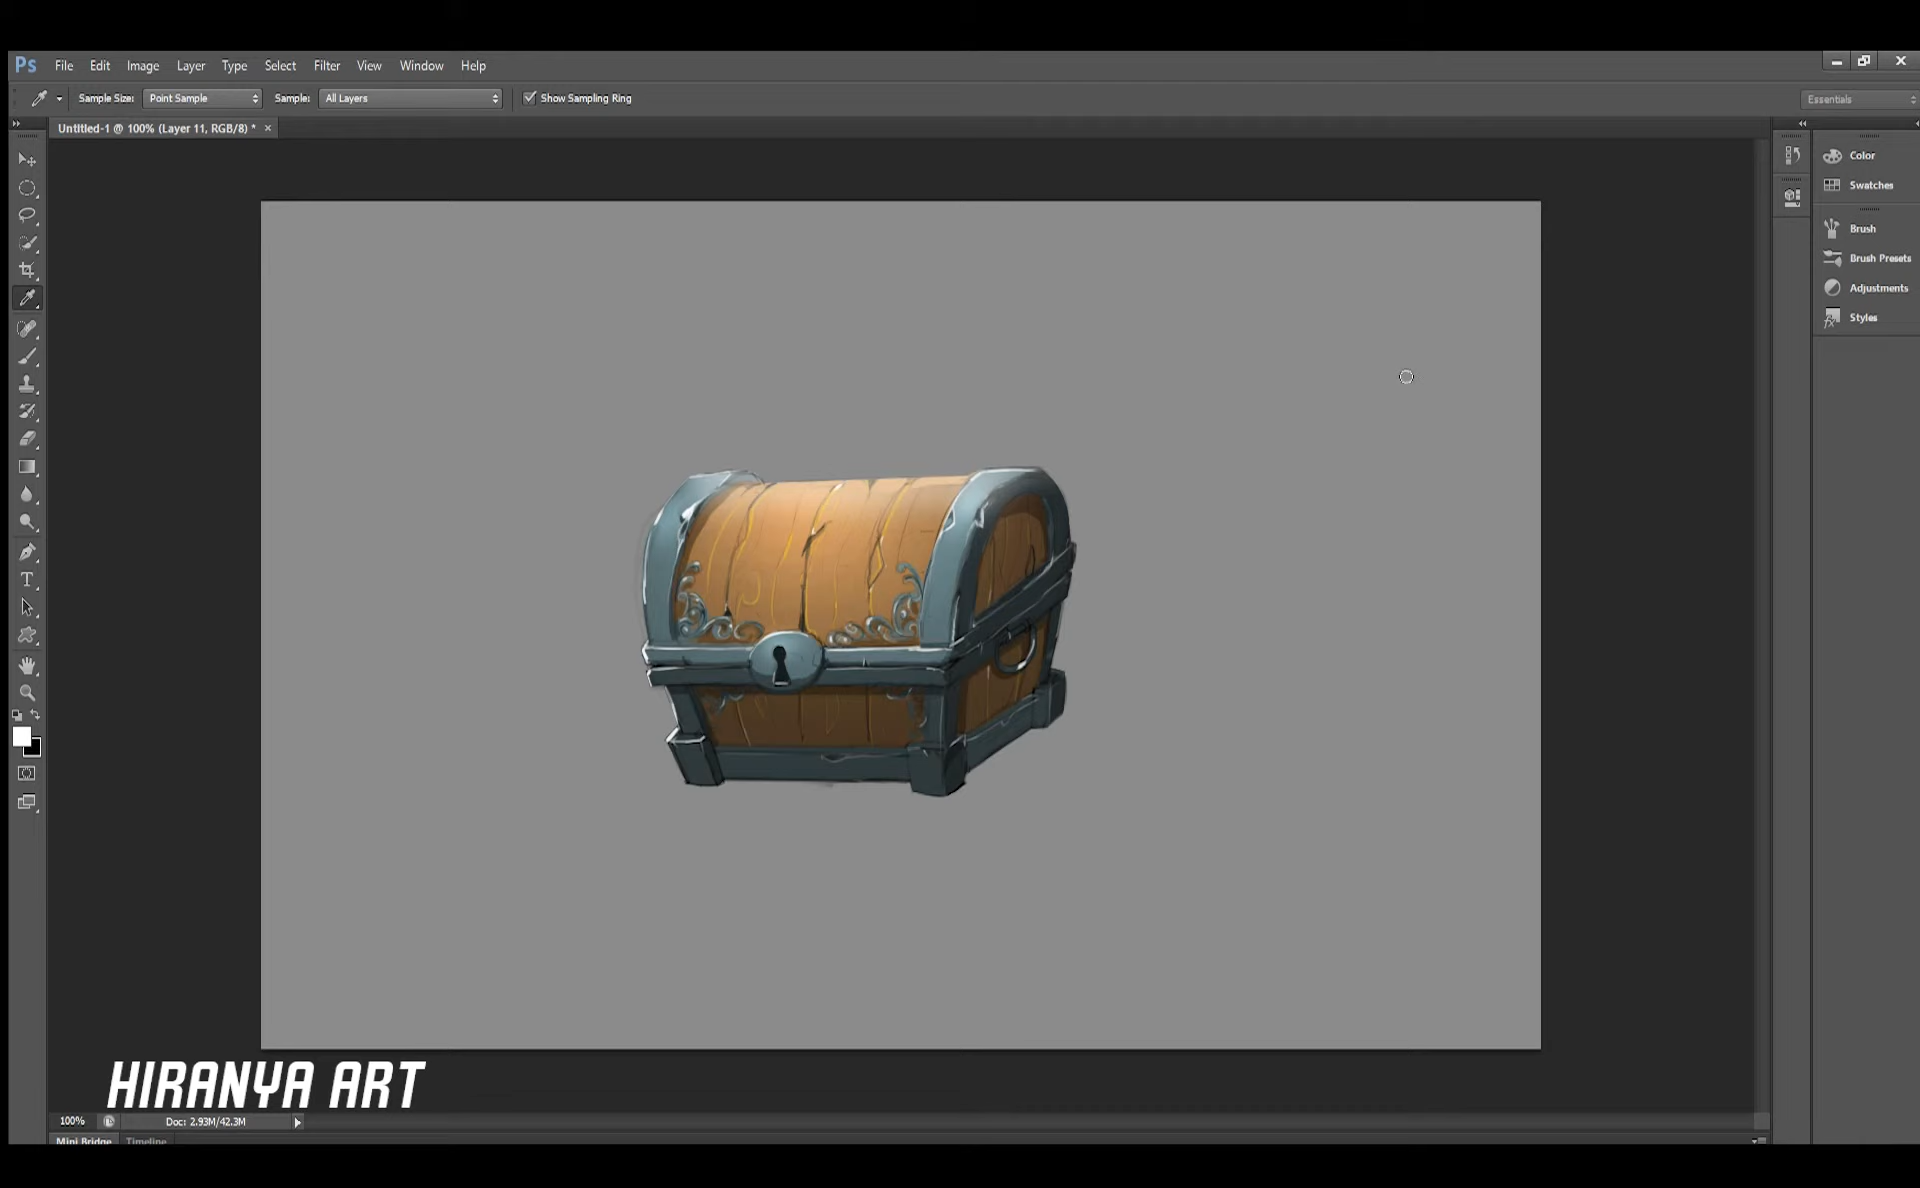 Ps File Edit Image Layer Type Select Filter View Window Help
Sample Size: Point Sample Sample: All Layers Show Sampling Ring Essentials
Untitled-1 @ 100% (Layer 11, RGB/8) * ×
Color
Swatches
Brush
Brush Presets
Adjustments
Styles
HIRANYA ART
100% Doc: 2.93M/42.3M
Mini Bridge Timeline